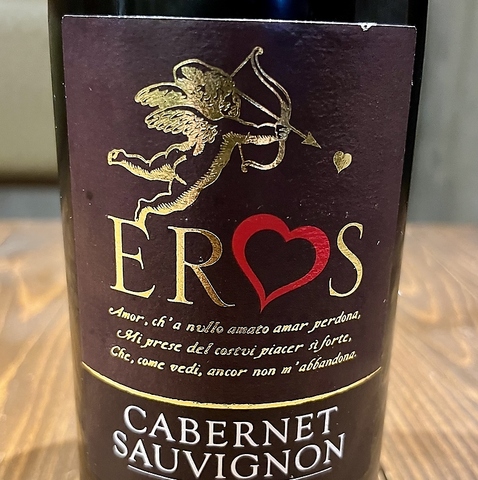 EROS
Amor, ch'a nullo amato amar perdona,
Mi prese del costui piacer sì forte,
Che, come vedi, ancor non m'abbandona.
CABERNET
SAUVIGNON